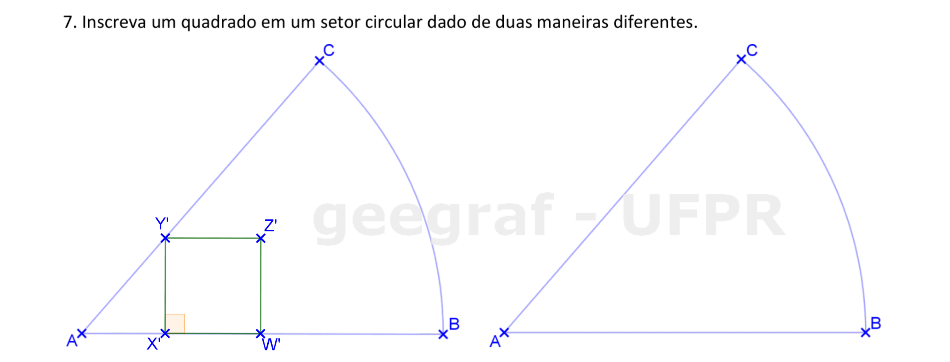 7. Inscreva um quadrado em um setor circular dado de duas maneiras diferentes.
C
C
Y'
Z'
geegraf - UFPR
B
B
A
X'
W'
A